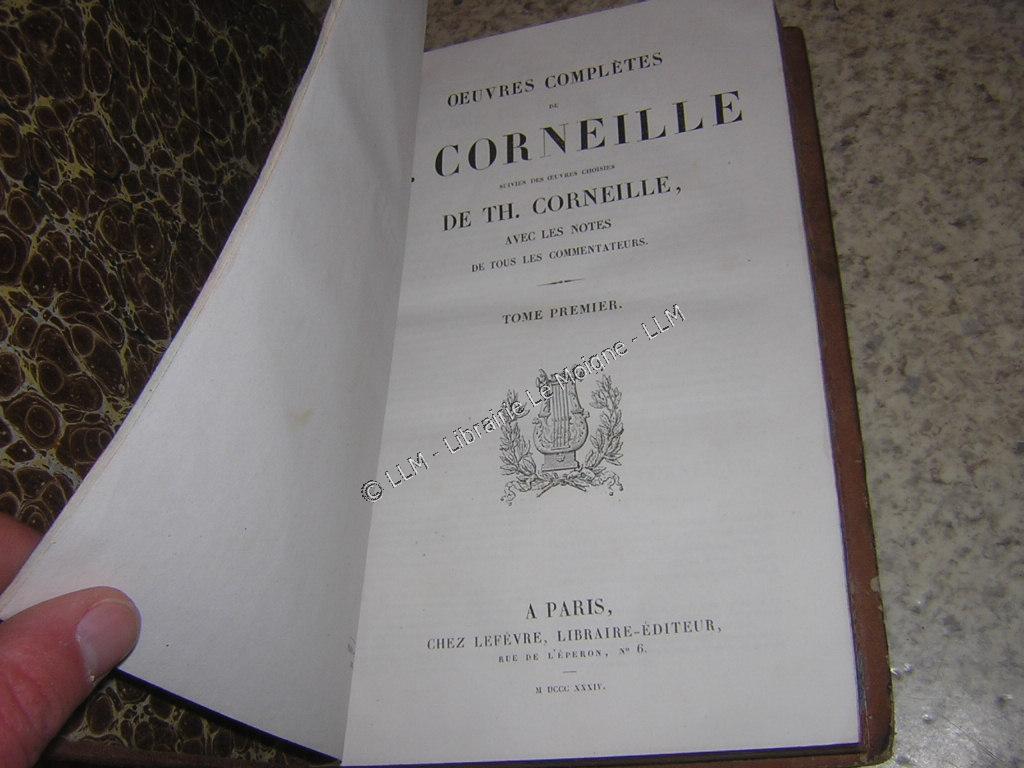 OEUVRES COMPLÈTES
DE
. CORNEILLE
SUIVIES DES ŒUVRES CHOISIES
DE TH. CORNEILLE,
AVEC LES NOTES
DE TOUS LES COMMENTATEURS.
TOME PREMIER.
© LLM - Librairie Le Moigne - LLM
A PARIS,
CHEZ LEFÈVRE, LIBRAIRE-ÉDITEUR,
RUE DE L'ÉPERON, Nº 6.
M DCCC XXXIV.